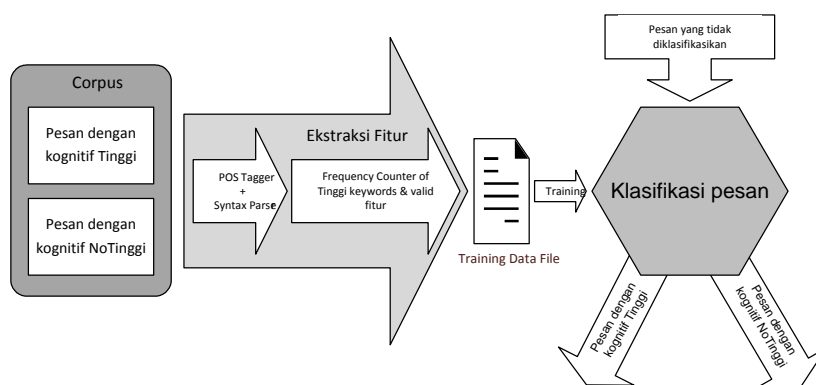 Corpus
Pesan dengan
kognitif Tinggi
Pesan dengan
kognitif NoTinggi
Ekstraksi Fitur
POS Tagger
+
Syntax Parse
Frequency Counter of
Tinggi keywords & valid
fitur
Training Data File
Training
Pesan yang tidak
diklasifikasikan
Klasifikasi pesan
Pesan dengan
kognitif Tinggi
Pesan dengan
kognitif NoTinggi